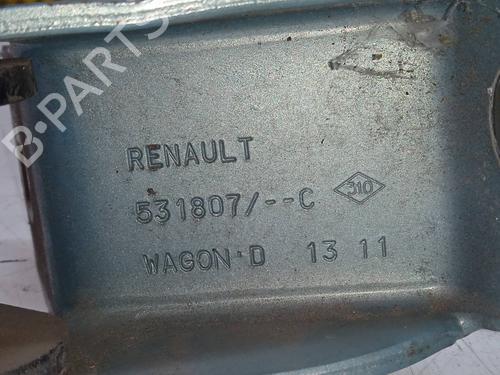 B-PARTS
RENAULT
531807/--C 310
WAGON·D 13 11